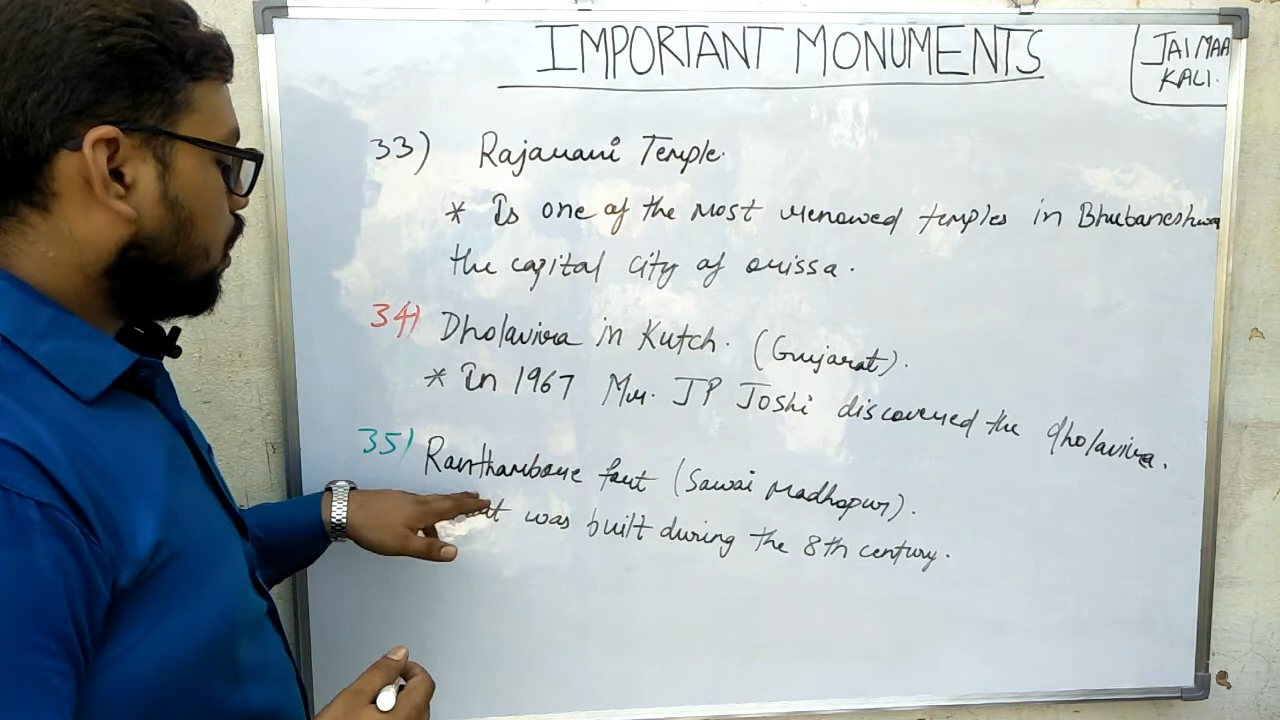 IMPORTANT MONUMENTS
JAI MAA
KALI.
33) Rajarani Temple.
* Is one of the most renowed temples in Bhubaneshwar
the capital city of orissa.
34) Dholavira in Kutch. (Gujarat).
* In 1967 Mr. JP Joshi discovered the dholavira.
35) Ranthambore fort (Sawai Madhopur).
was built during the 8th century.